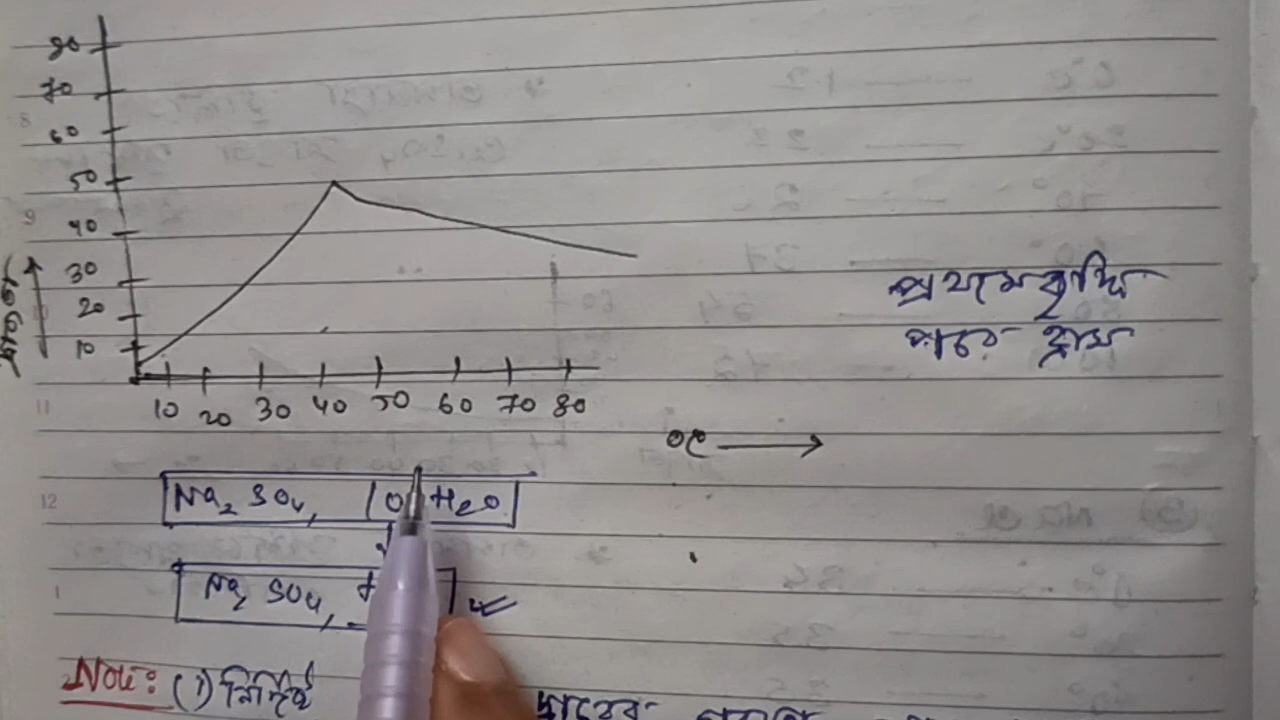 80
70
60
50
40
30
20
10
10 20 30 40 50 60 70 80
প্রথমে বৃদ্ধি
পরে হ্রাস
০C
Na2SO4, 10 H2O
Na2SO4,
Note: (1) নির্দিষ্ট